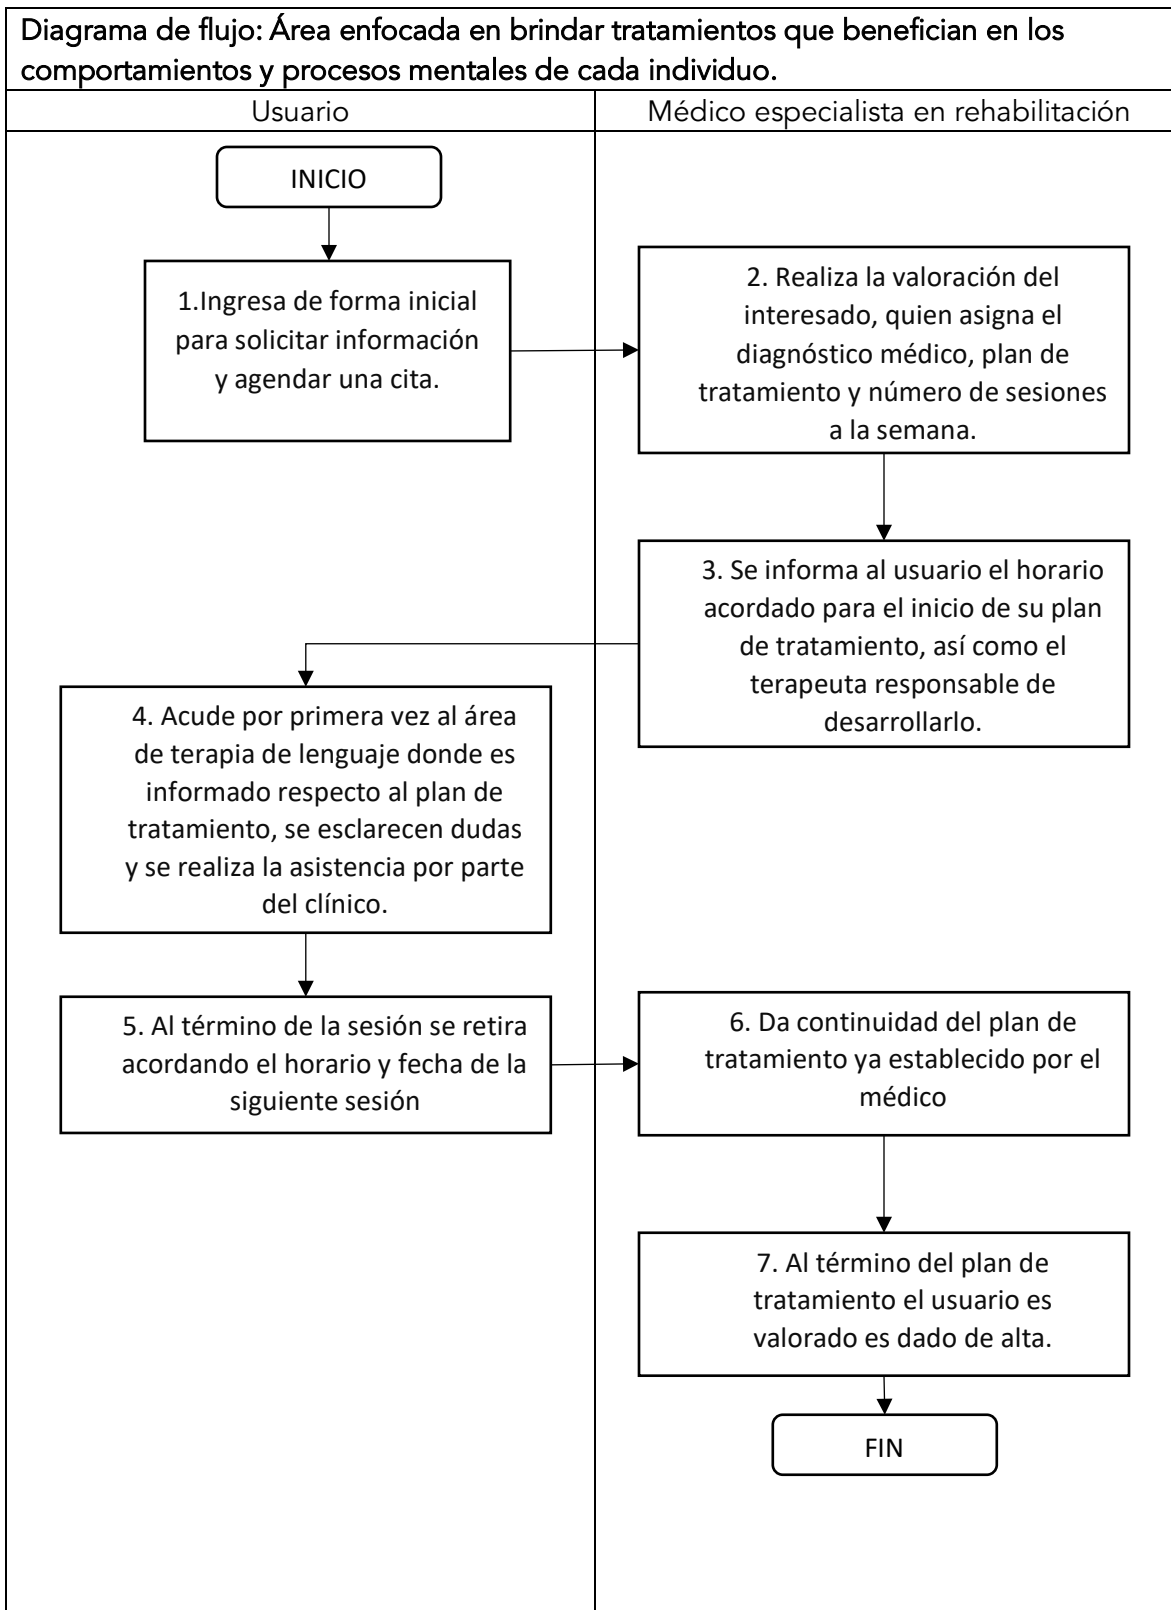 Diagrama de flujo: Área enfocada en brindar tratamientos que benefician en los
comportamientos y procesos mentales de cada individuo.
Usuario
Médico especialista en rehabilitación
INICIO
1.Ingresa de forma inicial
para solicitar información
y agendar una cita.
2. Realiza la valoración del
interesado, quien asigna el
diagnóstico médico, plan de
tratamiento y número de sesiones
a la semana.
3. Se informa al usuario el horario
acordado para el inicio de su plan
de tratamiento, así como el
terapeuta responsable de
desarrollarlo.
4. Acude por primera vez al área
de terapia de lenguaje donde es
informado respecto al plan de
tratamiento, se esclarecen dudas
y se realiza la asistencia por parte
del clínico.
5. Al término de la sesión se retira
acordando el horario y fecha de la
siguiente sesión
6. Da continuidad del plan de
tratamiento ya establecido por el
médico
7. Al término del plan de
tratamiento el usuario es
valorado es dado de alta.
FIN